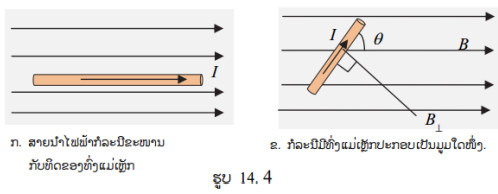 I
I
θ
B
B⊥
ກ. ສາຍນຳໄຟຟ້າກໍລະນີຂະໜານ
ກັບທິດຂອງທົ່ງແມ່ເຫຼັກ
ຂ. ກໍລະນີມີທົ່ງແມ່ເຫຼັກປະກອບເປັນມູມໃດໜຶ່ງ.
ຮູບ 14. 4